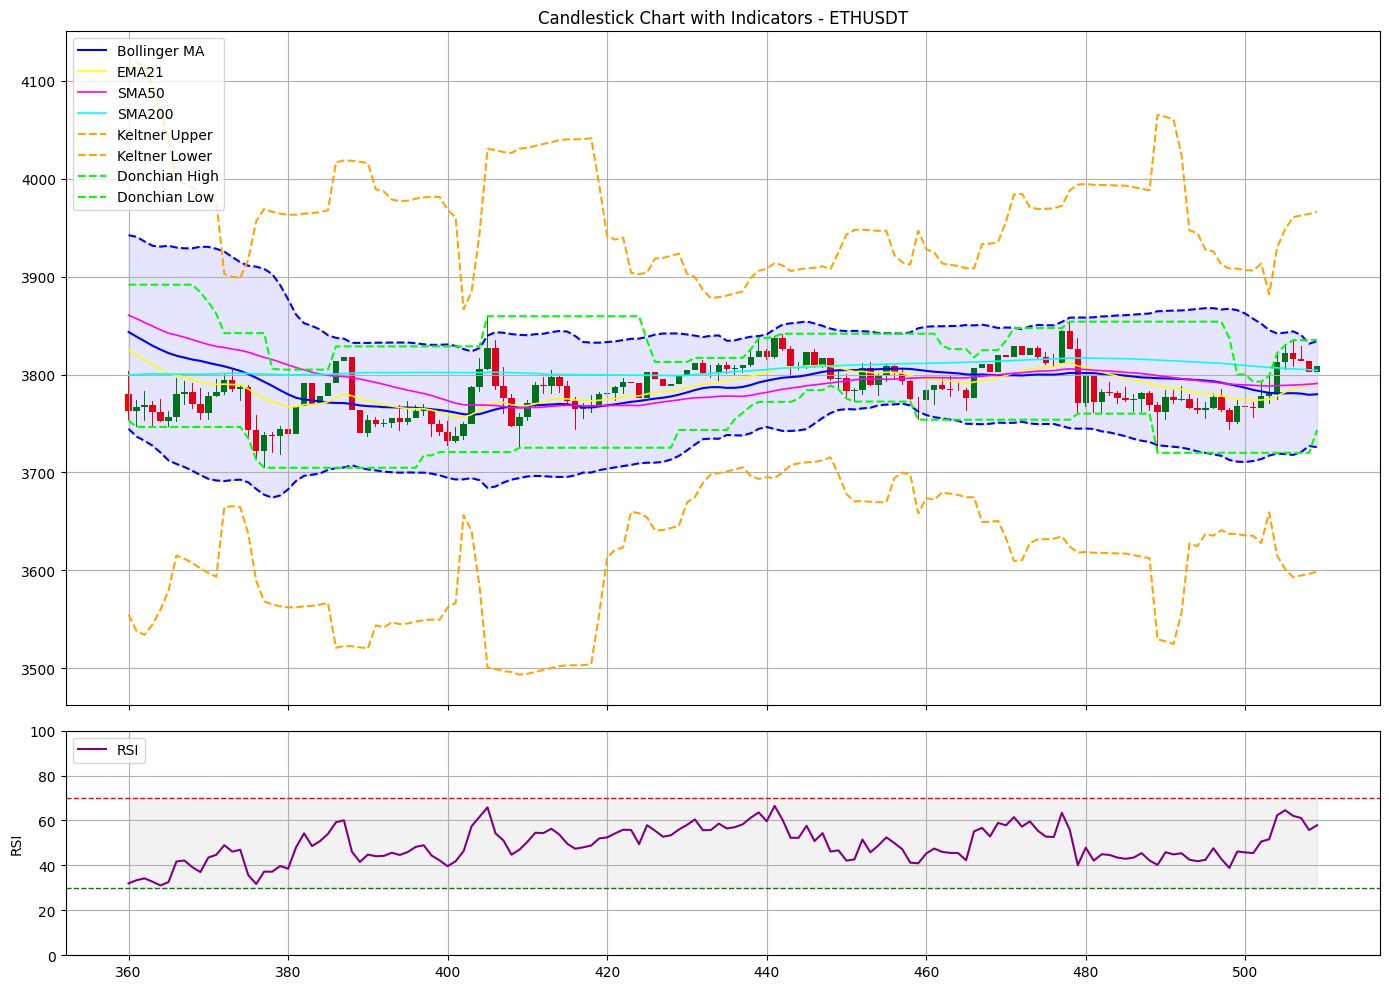 Candlestick Chart with Indicators - ETHUSDT
Bollinger MA
EMA21
SMA50
SMA200
Keltner Upper
Keltner Lower
Donchian High
Donchian Low
4100
4000
3900
3800
3700
3600
3500
RSI
RSI
100
80
60
40
20
0
360 380 400 420 440 460 480 500